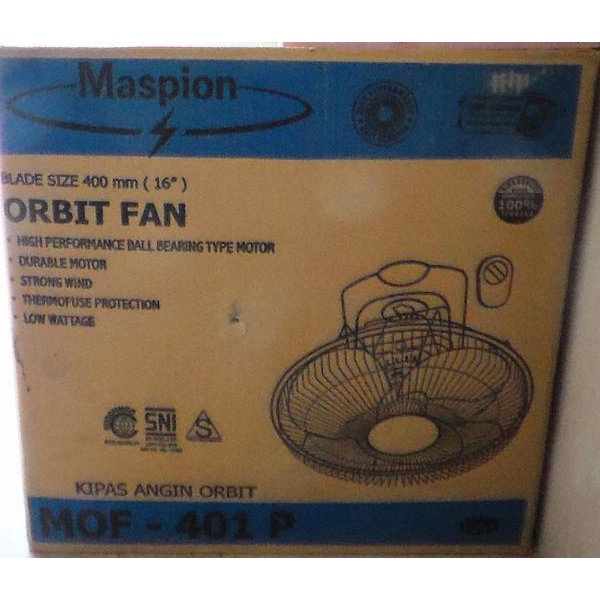 Maspion
BLADE SIZE 400 mm ( 16" )
ORBIT FAN
• HIGH PERFORMANCE BALL BEARING TYPE MOTOR
• DURABLE MOTOR
• STRONG WIND
• THERMOFUSE PROTECTION
• LOW WATTAGE
100%
SNI
S
KIPAS ANGIN ORBIT
MOF - 401 P